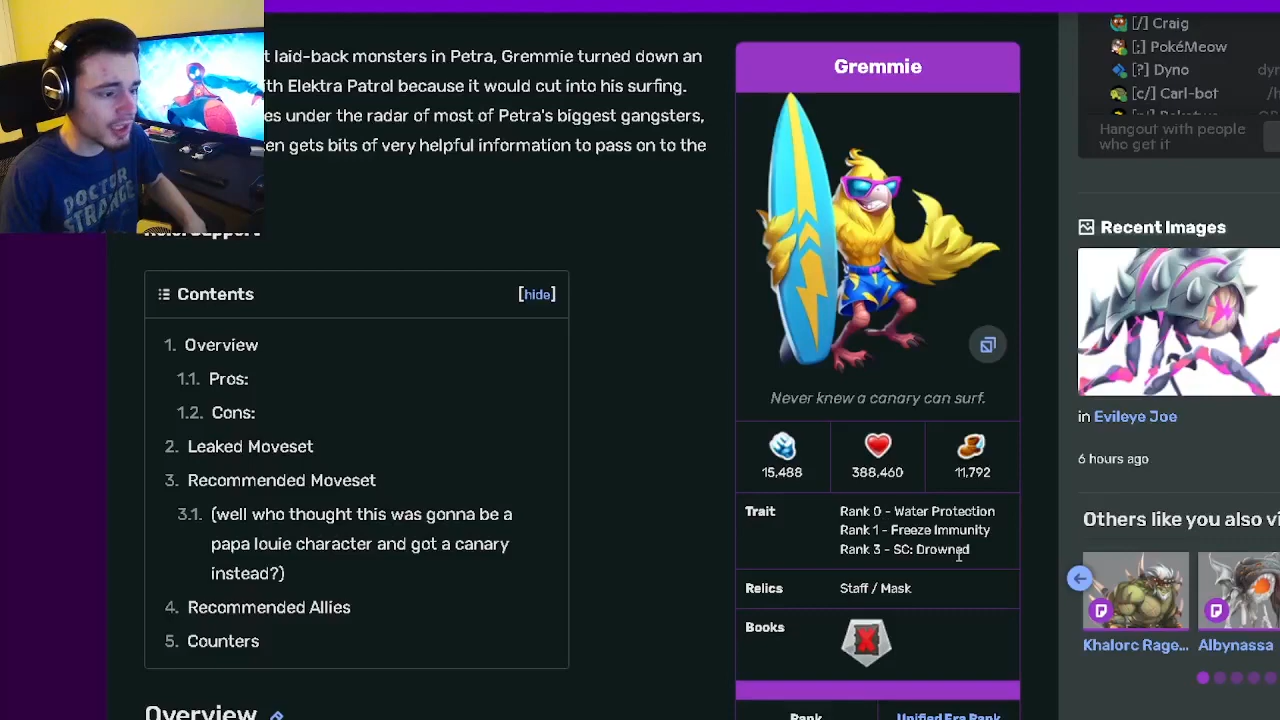 t laid-back monsters in Petra, Gremmie turned down an
th Elektra Patrol because it would cut into his surfing.
es under the radar of most of Petra's biggest gangsters,
en gets bits of very helpful information to pass on to the
DOCTOR
STRANGE
Contents
[hide]
1. Overview
1.1. Pros:
1.2. Cons:
2. Leaked Moveset
3. Recommended Moveset
3.1. (well who thought this was gonna be a
papa louie character and got a canary
instead?)
4. Recommended Allies
5. Counters
Overview
Gremmie
Never knew a canary can surf.
15,488
388,460
11,792
Trait
Rank 0 - Water Protection
Rank 1 - Freeze Immunity
Rank 3 - SC: Drowned
Relics
Staff / Mask
Books
Rank
Unified Era Rank
[/] Craig
[;] PokéMeow
[?] Dyno
[c/] Carl-bot
Hangout with people
who get it
Recent Images
in Evileye Joe
6 hours ago
Others like you also vi
Khalorc Rage...
Albynassa